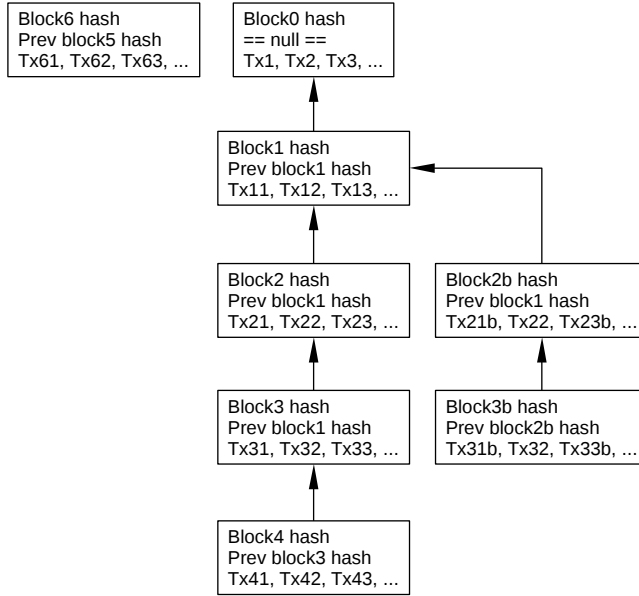 Block6 hash
Prev block5 hash
Tx61, Tx62, Tx63, ...
Block0 hash
== null ==
Tx1, Tx2, Tx3, ...
Block1 hash
Prev block1 hash
Tx11, Tx12, Tx13, ...
Block2 hash
Prev block1 hash
Tx21, Tx22, Tx23, ...
Block2b hash
Prev block1 hash
Tx21b, Tx22, Tx23b, ...
Block3 hash
Prev block1 hash
Tx31, Tx32, Tx33, ...
Block3b hash
Prev block2b hash
Tx31b, Tx32, Tx33b, ...
Block4 hash
Prev block3 hash
Tx41, Tx42, Tx43, ...